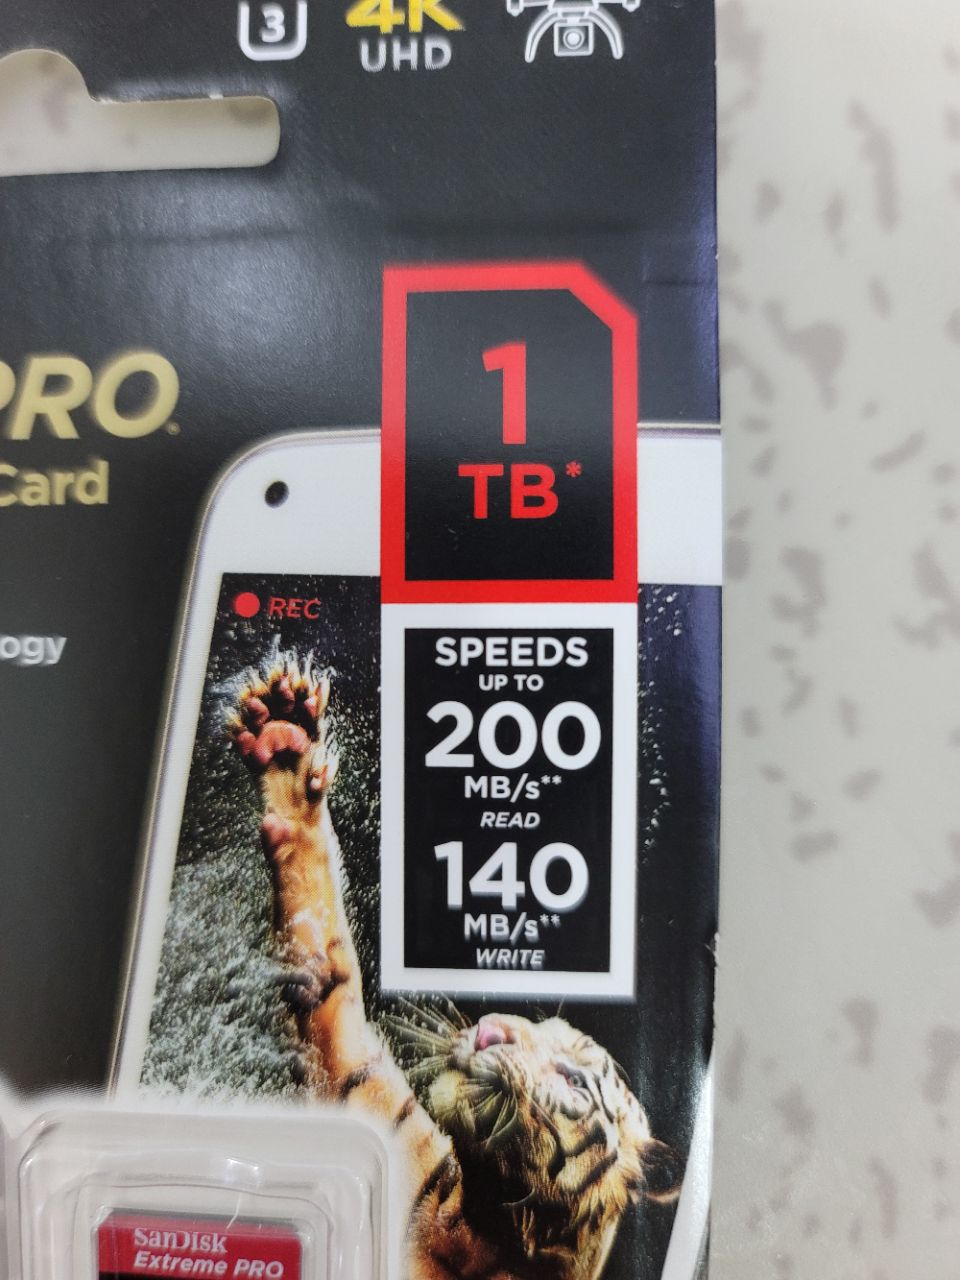 3
4K
UHD
PRO
Card
1
TB*
ogy
REC
SPEEDS
UP TO
200
MB/s**
READ
140
MB/s**
WRITE
SanDisk
Extreme PRO